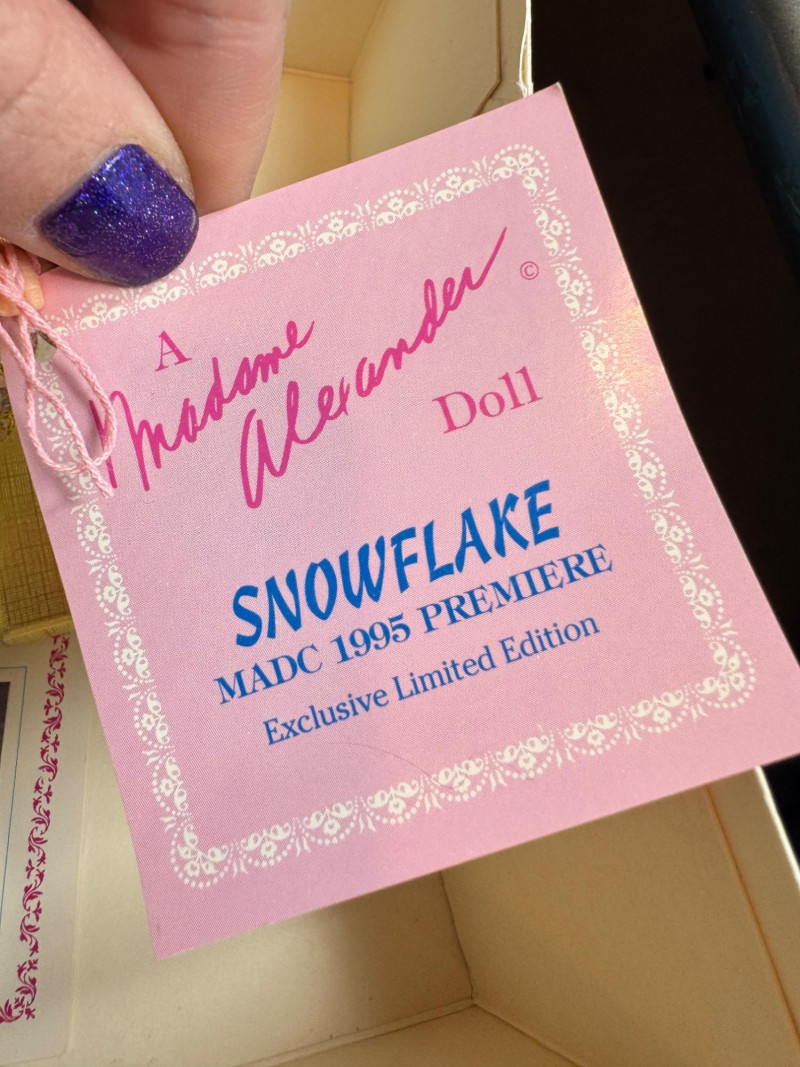 A
Madame
Alexander ©
Doll
SNOWFLAKE
MADC 1995 PREMIERE
Exclusive Limited Edition